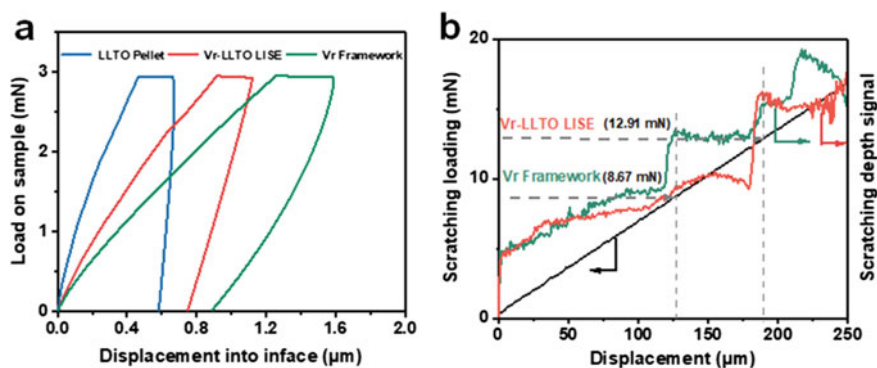 a
LLTO Pellet
Vr-LLTO LISE
Vr Framework
Load on sample (mN)
4
3
2
1
0
0.0 0.4 0.8 1.2 1.6 2.0
Displacement into inface (μm)
b
Scratching loading (mN)
20
10
0
Vr-LLTO LISE (12.91 mN)
Vr Framework (8.67 mN)
Scratching depth signal
0 50 100 150 200 250
Displacement (μm)